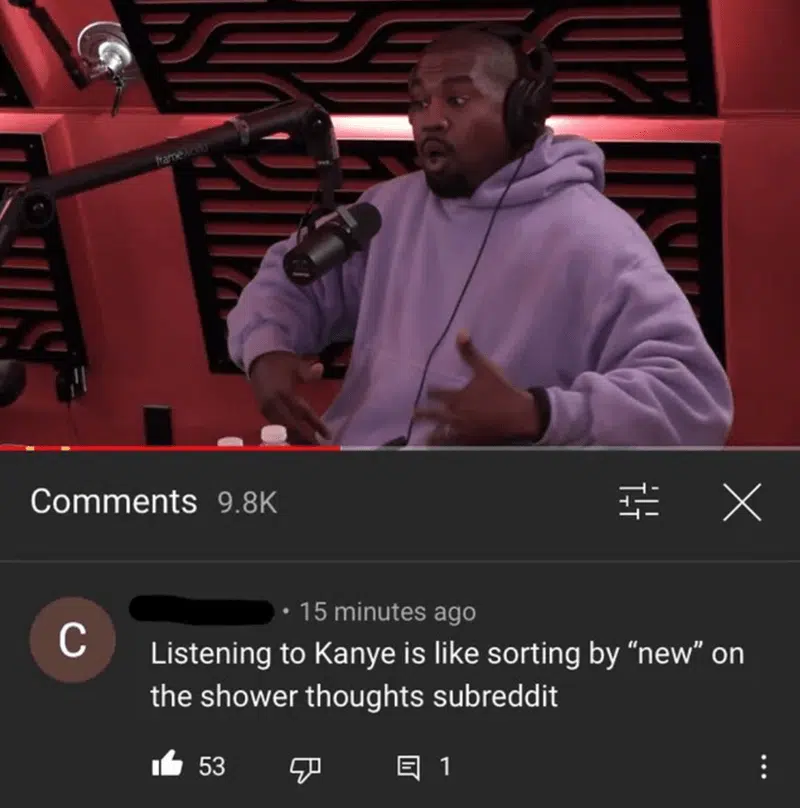 framework
Comments 9.8K
C
• 15 minutes ago
Listening to Kanye is like sorting by “new” on
the shower thoughts subreddit
53
1